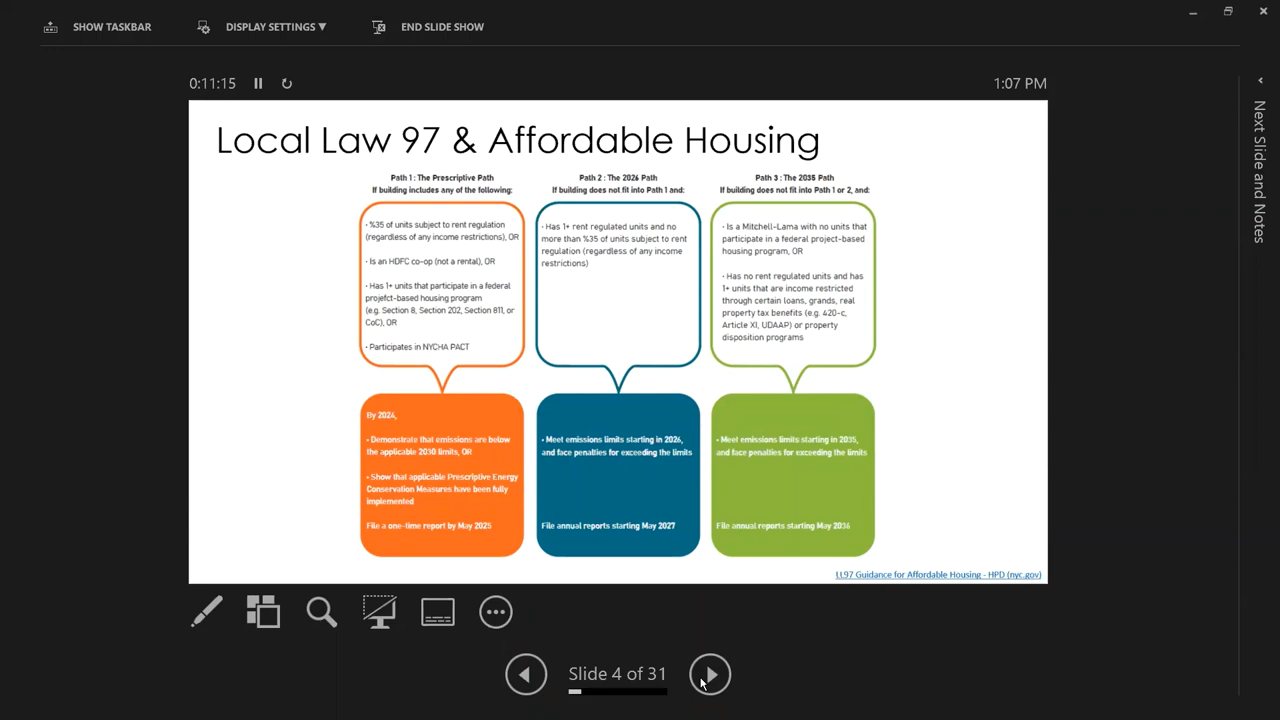 SHOW TASKBAR
DISPLAY SETTINGS ▼
END SLIDE SHOW
0:11:15
1:07 PM
Next Slide and Notes
Local Law 97 & Affordable Housing
Path 1 : The Prescriptive Path
If building includes any of the following:
· %35 of units subject to rent regulation
(regardless of any income restrictions), OR
· Is an HDFC co-op (not a rental), OR
· Has 1+ units that participate in a federal
projefct-based housing program
(e.g. Section 8, Section 202, Section 811, or
CoC), OR
· Participates in NYCHA PACT
By 2024,
· Demonstrate that emissions are below
the applicable 2030 limits, OR
· Show that applicable Prescriptive Energy
Conservation Measures have been fully
implemented
File a one-time report by May 2025
Path 2 : The 2026 Path
If building does not fit into Path 1 and:
· Has 1+ rent regulated units and no
more than %35 of units subject to rent
regulation (regardless of any income
restrictions)
· Meet emissions limits starting in 2026,
and face penalties for exceeding the limits
File annual reports starting May 2027
Path 3 : The 2035 Path
If building does not fit into Path 1 or 2, and:
· Is a Mitchell-Lama with no units that
participate in a federal project-based
housing program, OR
· Has no rent regulated units and has
1+ units that are income restricted
through certain loans, grands, real
property tax benefits (e.g. 420-c,
Article XI, UDAAP) or property
disposition programs
· Meet emissions limits starting in 2035,
and face penalties for exceeding the limits
File annual reports starting May 2036
LL97 Guidance for Affordable Housing - HPD (nyc.gov)
Slide 4 of 31